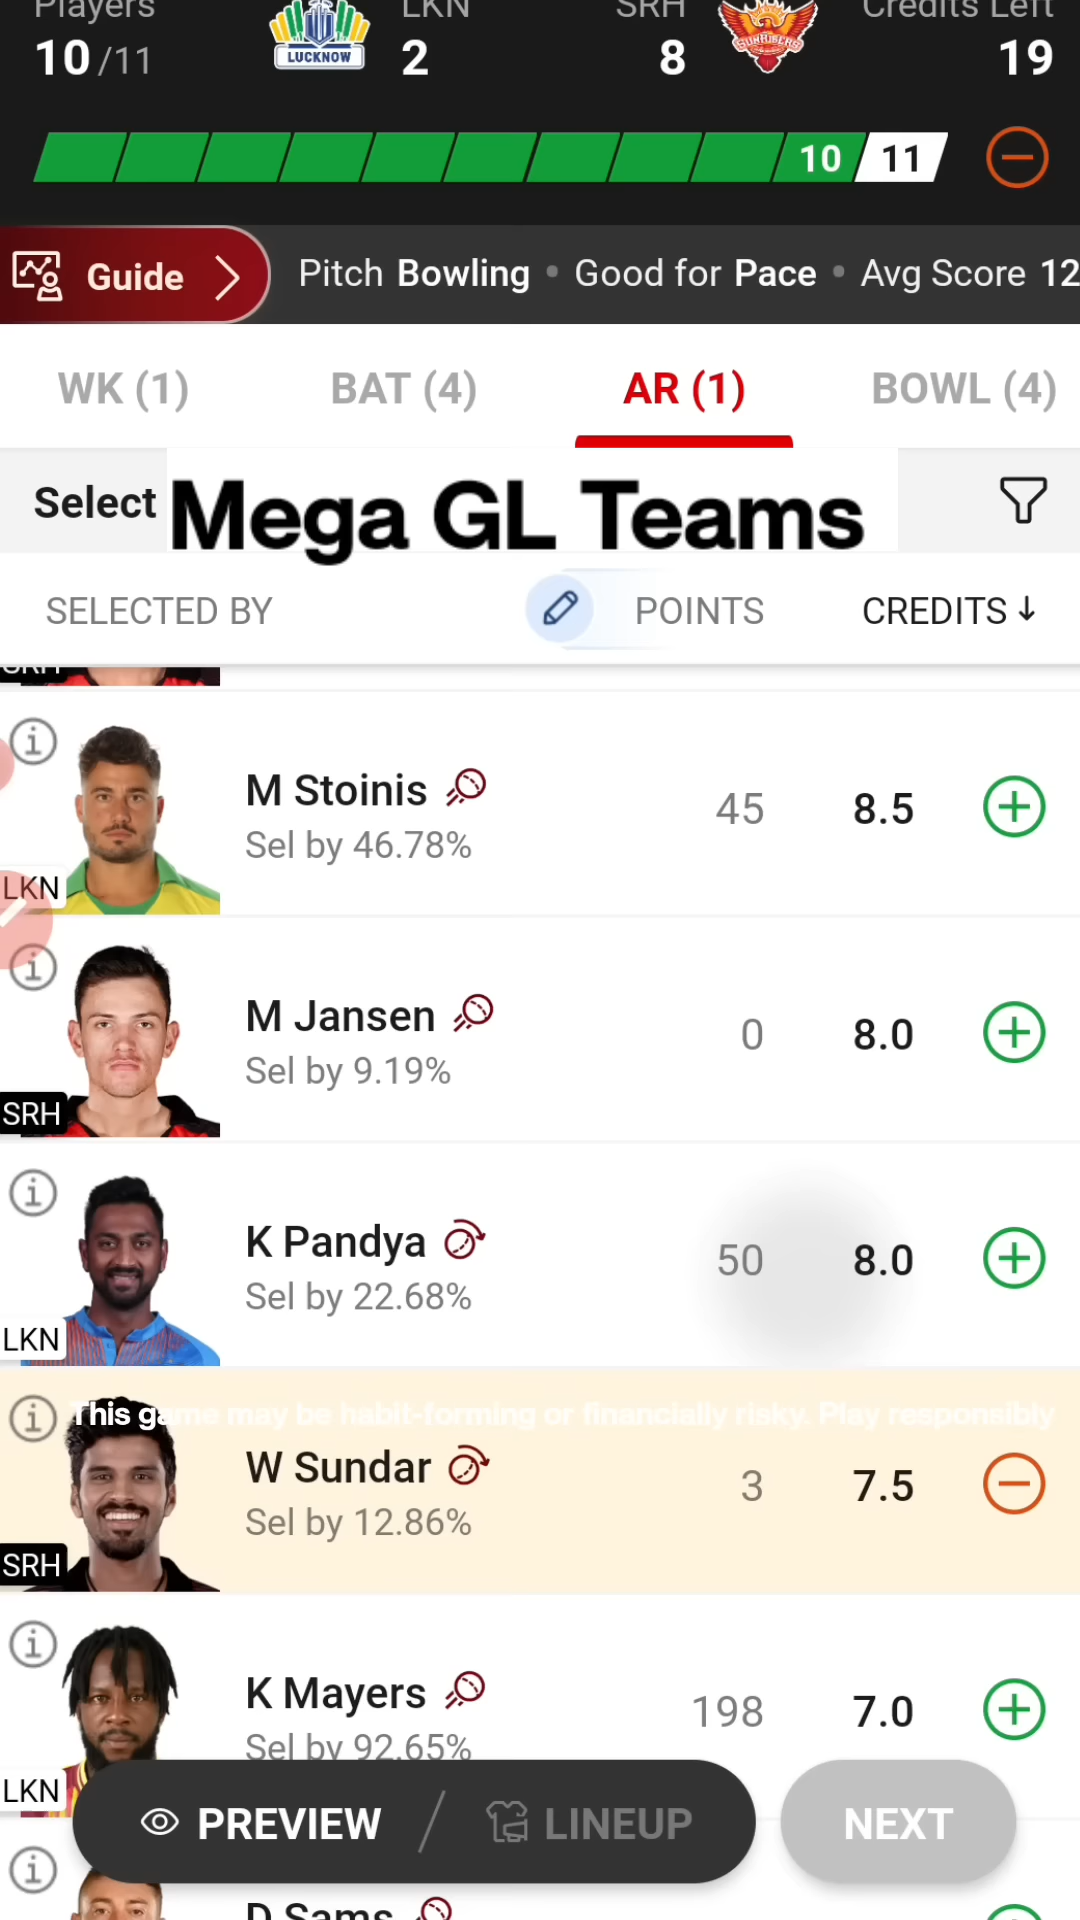 Players LKN SRH Credits Left
10/11 LUCKNOW 2 8 SUNRISERS 19
10 11
Guide Pitch Bowling • Good for Pace • Avg Score 12
WK (1) BAT (4) AR (1) BOWL (4)
Select Mega GL Teams
SELECTED BY POINTS CREDITS ↓
SRH
M Stoinis 45 8.5
Sel by 46.78%
LKN
M Jansen 0 8.0
Sel by 9.19%
SRH
K Pandya 50 8.0
Sel by 22.68%
LKN
This game may be habit-forming or financially risky. Play responsibly
W Sundar 3 7.5
Sel by 12.86%
SRH
K Mayers 198 7.0
Sel by 92.65%
LKN
PREVIEW / LINEUP NEXT
D Sams